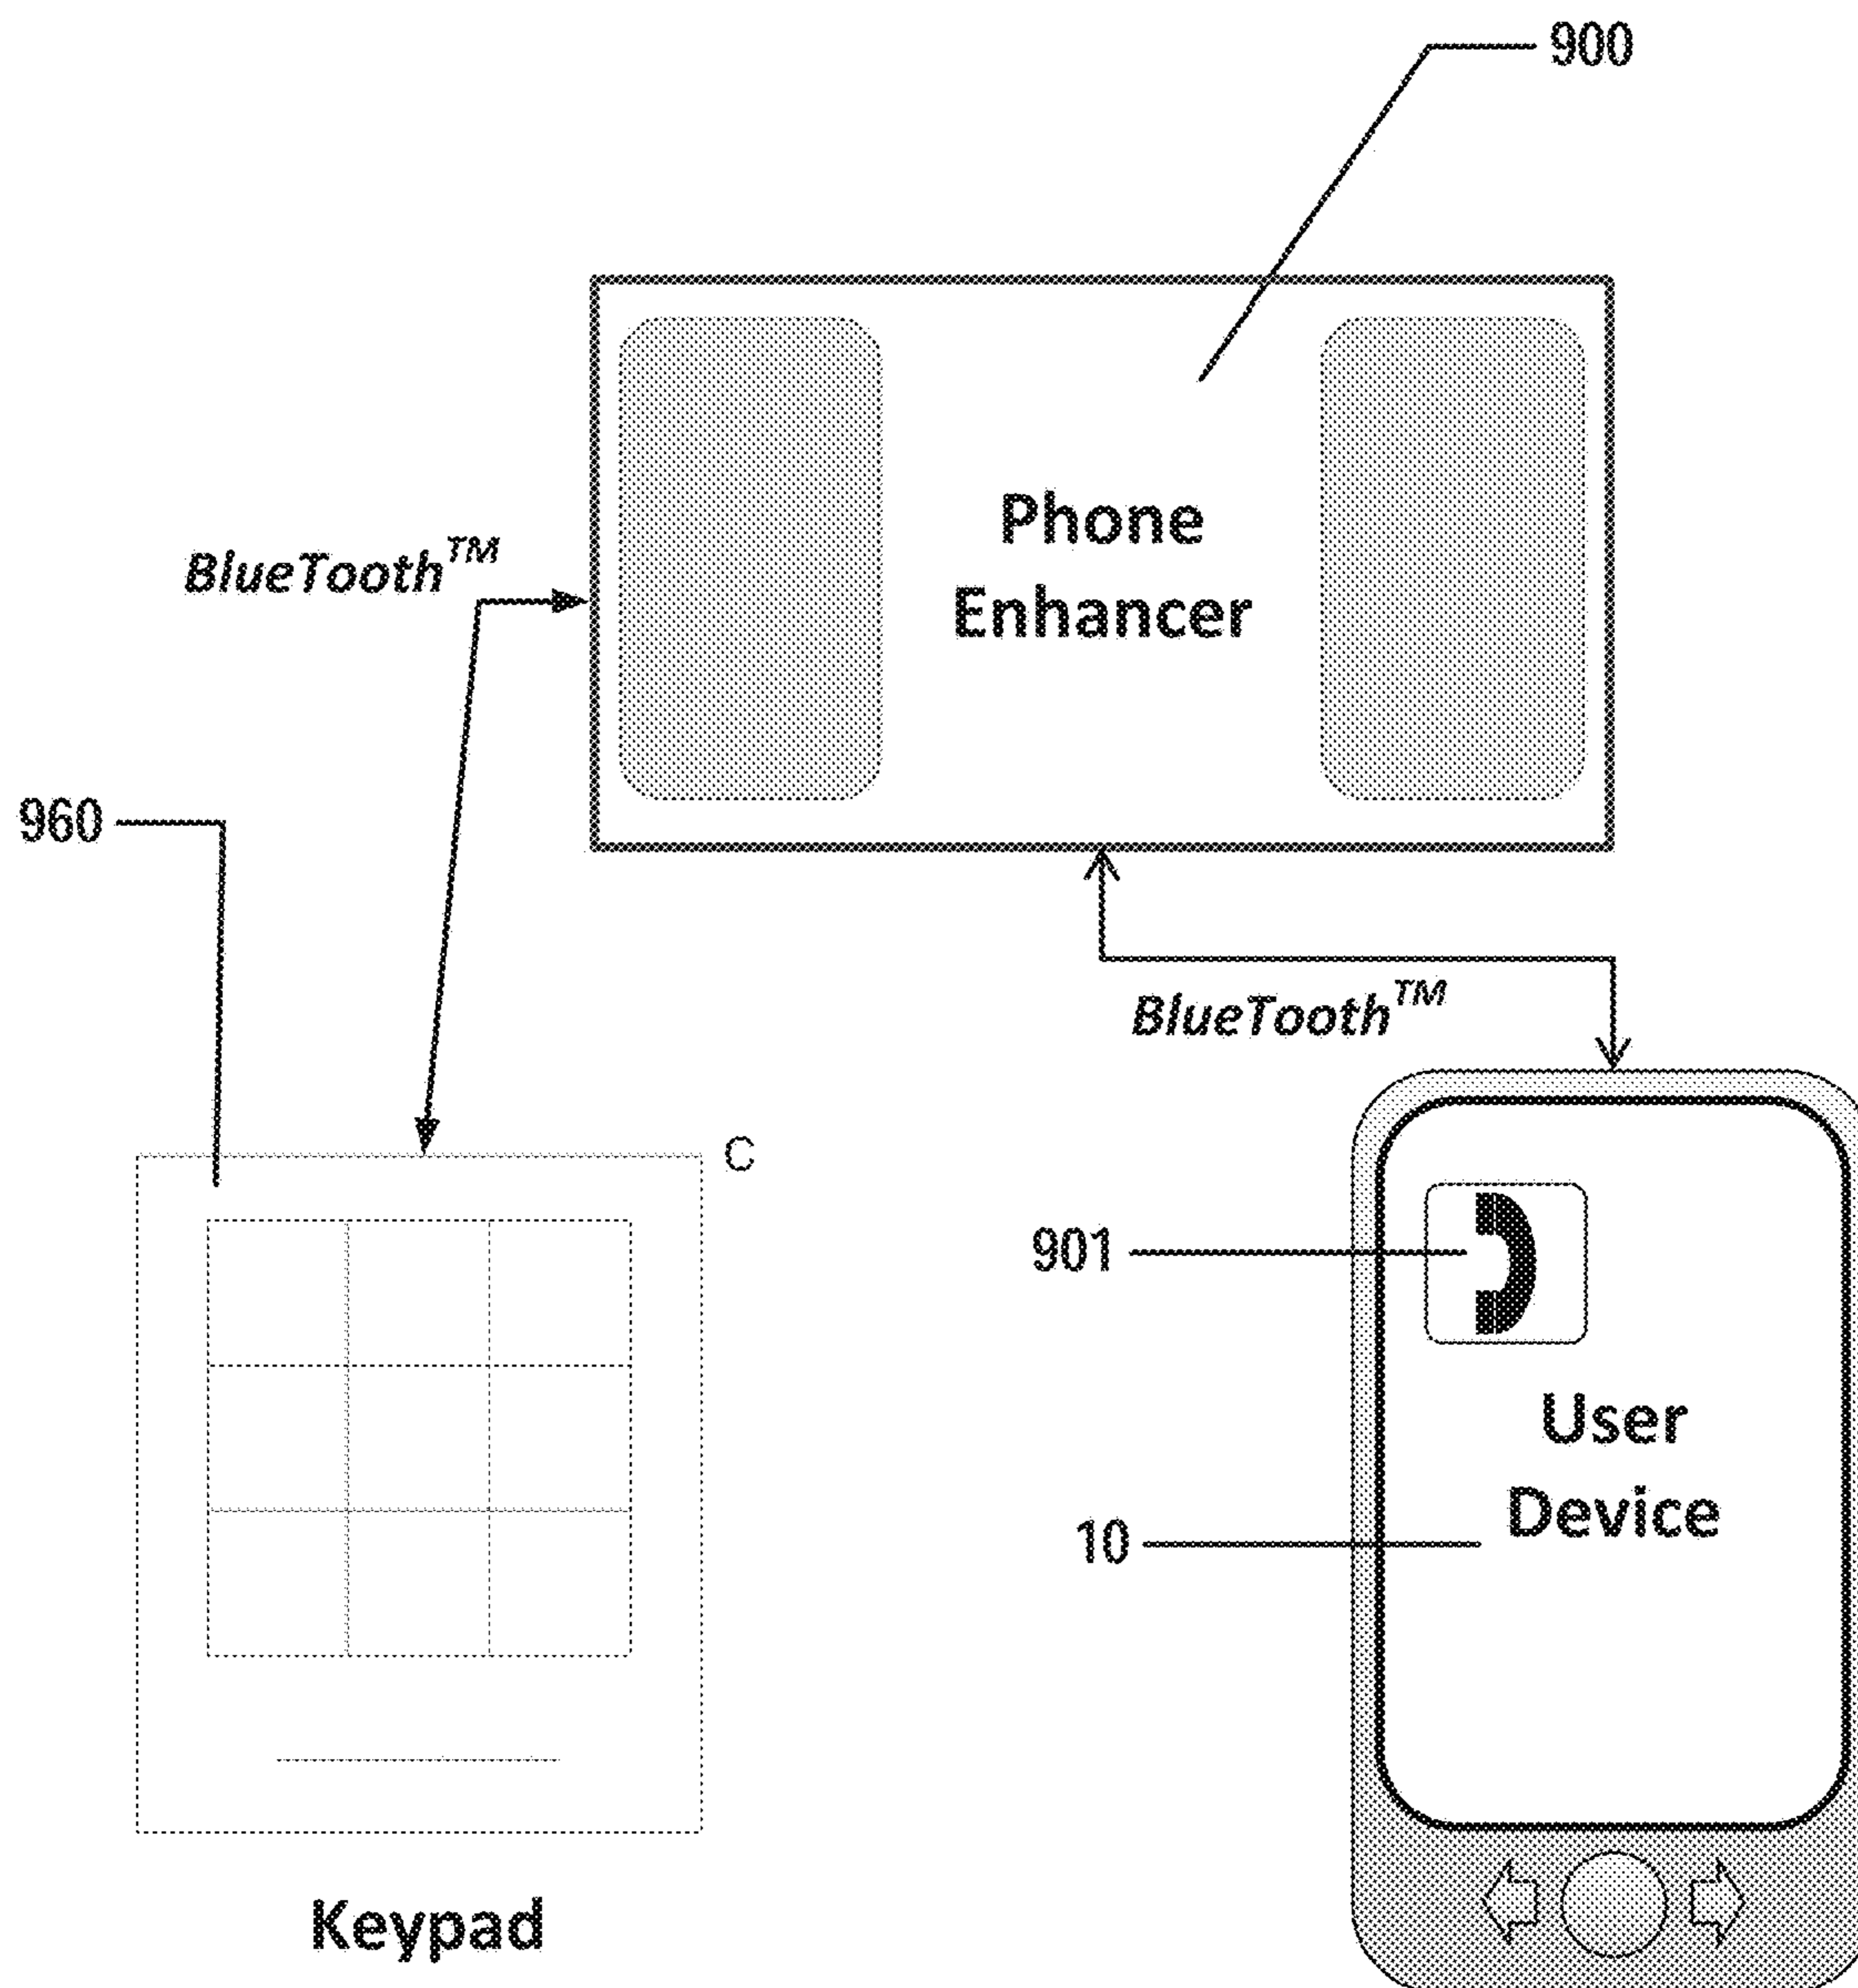 900
Phone
Enhancer
BlueTooth™
960
BlueTooth™
C
901
User
Device
10
Keypad